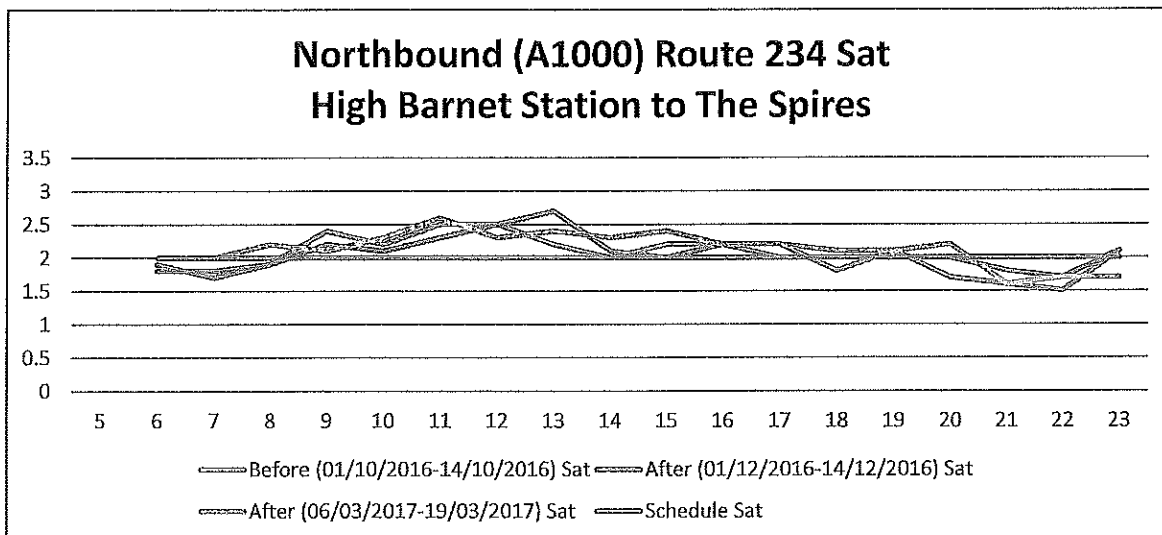 Northbound (A1000) Route 234 Sat
High Barnet Station to The Spires
3.5
3
2.5
2
1.5
1
0.5
0
5 6 7 8 9 10 11 12 13 14 15 16 17 18 19 20 21 22 23
Before (01/10/2016-14/10/2016) Sat After (01/12/2016-14/12/2016) Sat
After (06/03/2017-19/03/2017) Sat Schedule Sat